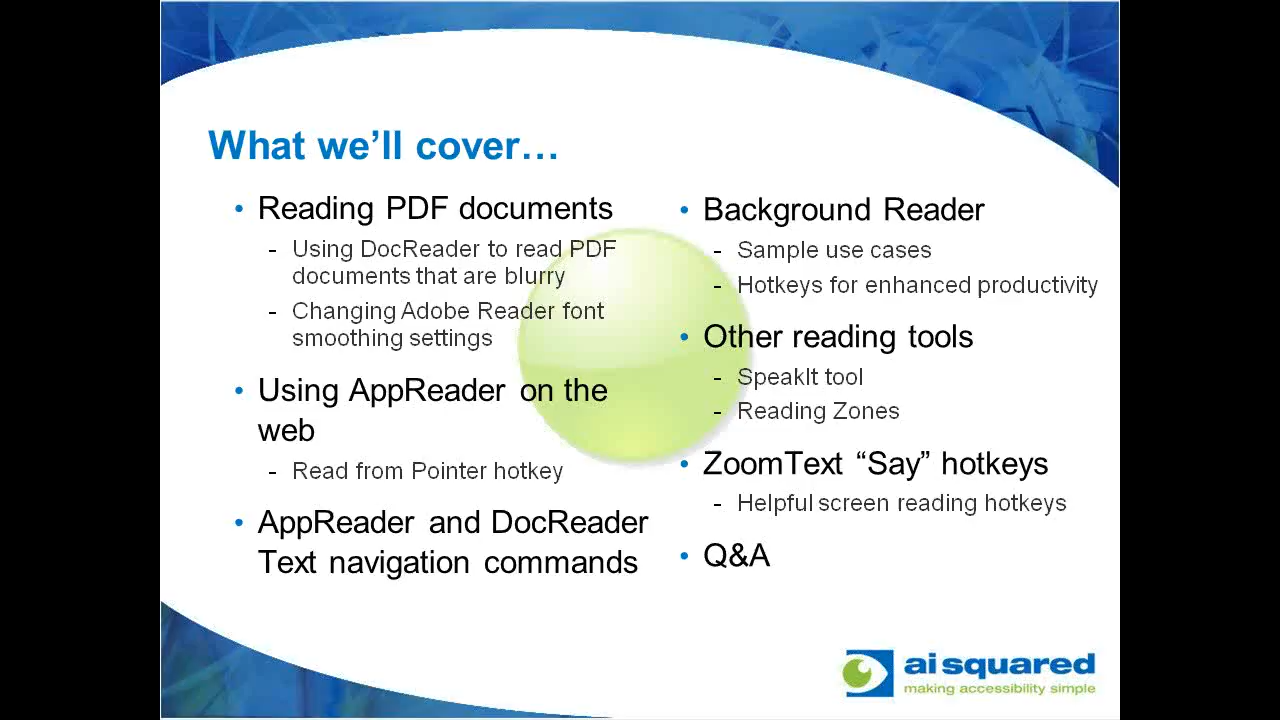 What we’ll cover…
• Reading PDF documents
- Using DocReader to read PDF
documents that are blurry
- Changing Adobe Reader font
smoothing settings
• Using AppReader on the
web
- Read from Pointer hotkey
• AppReader and DocReader
Text navigation commands
• Background Reader
- Sample use cases
- Hotkeys for enhanced productivity
• Other reading tools
- SpeakIt tool
- Reading Zones
• ZoomText “Say” hotkeys
- Helpful screen reading hotkeys
• Q&A
ai squared
making accessibility simple